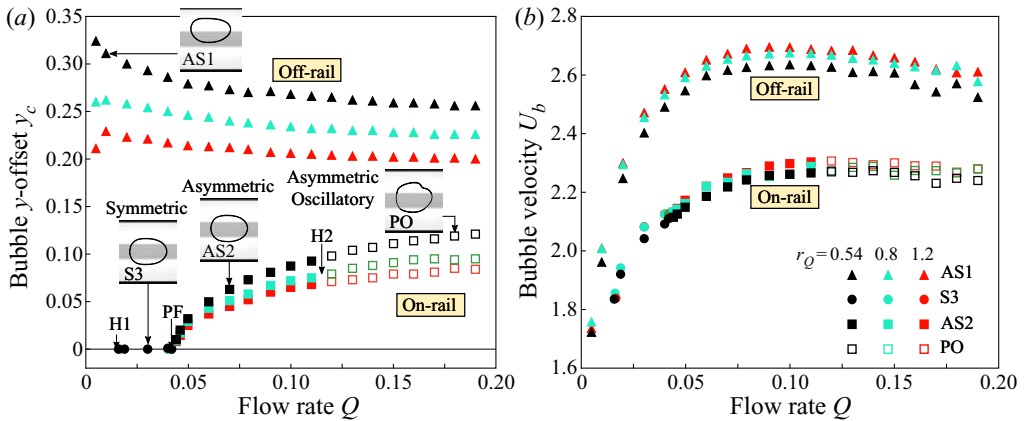 (a)
0.35
0.30
0.25
0.20
0.15
0.10
0.050
0
Bubble y-offset y_c
AS1
Off-rail
Symmetric
S3
Asymmetric
AS2
Asymmetric
Oscillatory
PO
H1
PF
H2
On-rail
0 0.05 0.10 0.15 0.20
Flow rate Q
(b)
2.8
2.6
2.4
2.2
2.0
1.8
1.6
Bubble velocity U_b
Off-rail
On-rail
r_Q = 0.54 0.8 1.2
AS1
S3
AS2
PO
0 0.05 0.10 0.15 0.20
Flow rate Q